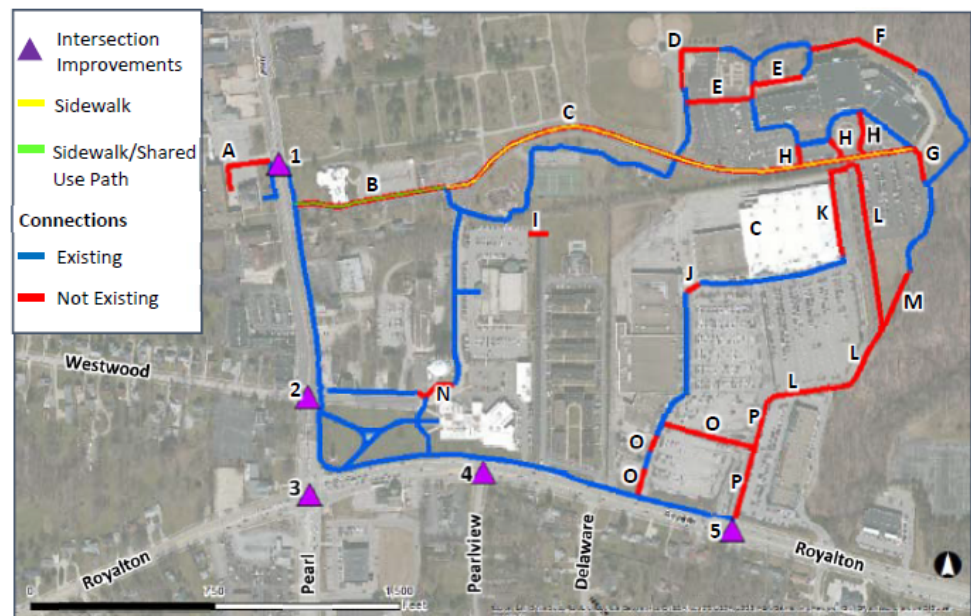 Intersection
Improvements
Sidewalk
Sidewalk/Shared
Use Path
Connections
Existing
Not Existing
A
1
B
C
D
E
E
F
G
H
H
H
I
J
C
K
L
L
L
M
N
O
O
O
P
P
2
3
4
5
Westwood
Royalton
Pearl
Pearlview
Delaware
Royalton
0
750
1,500
Feet